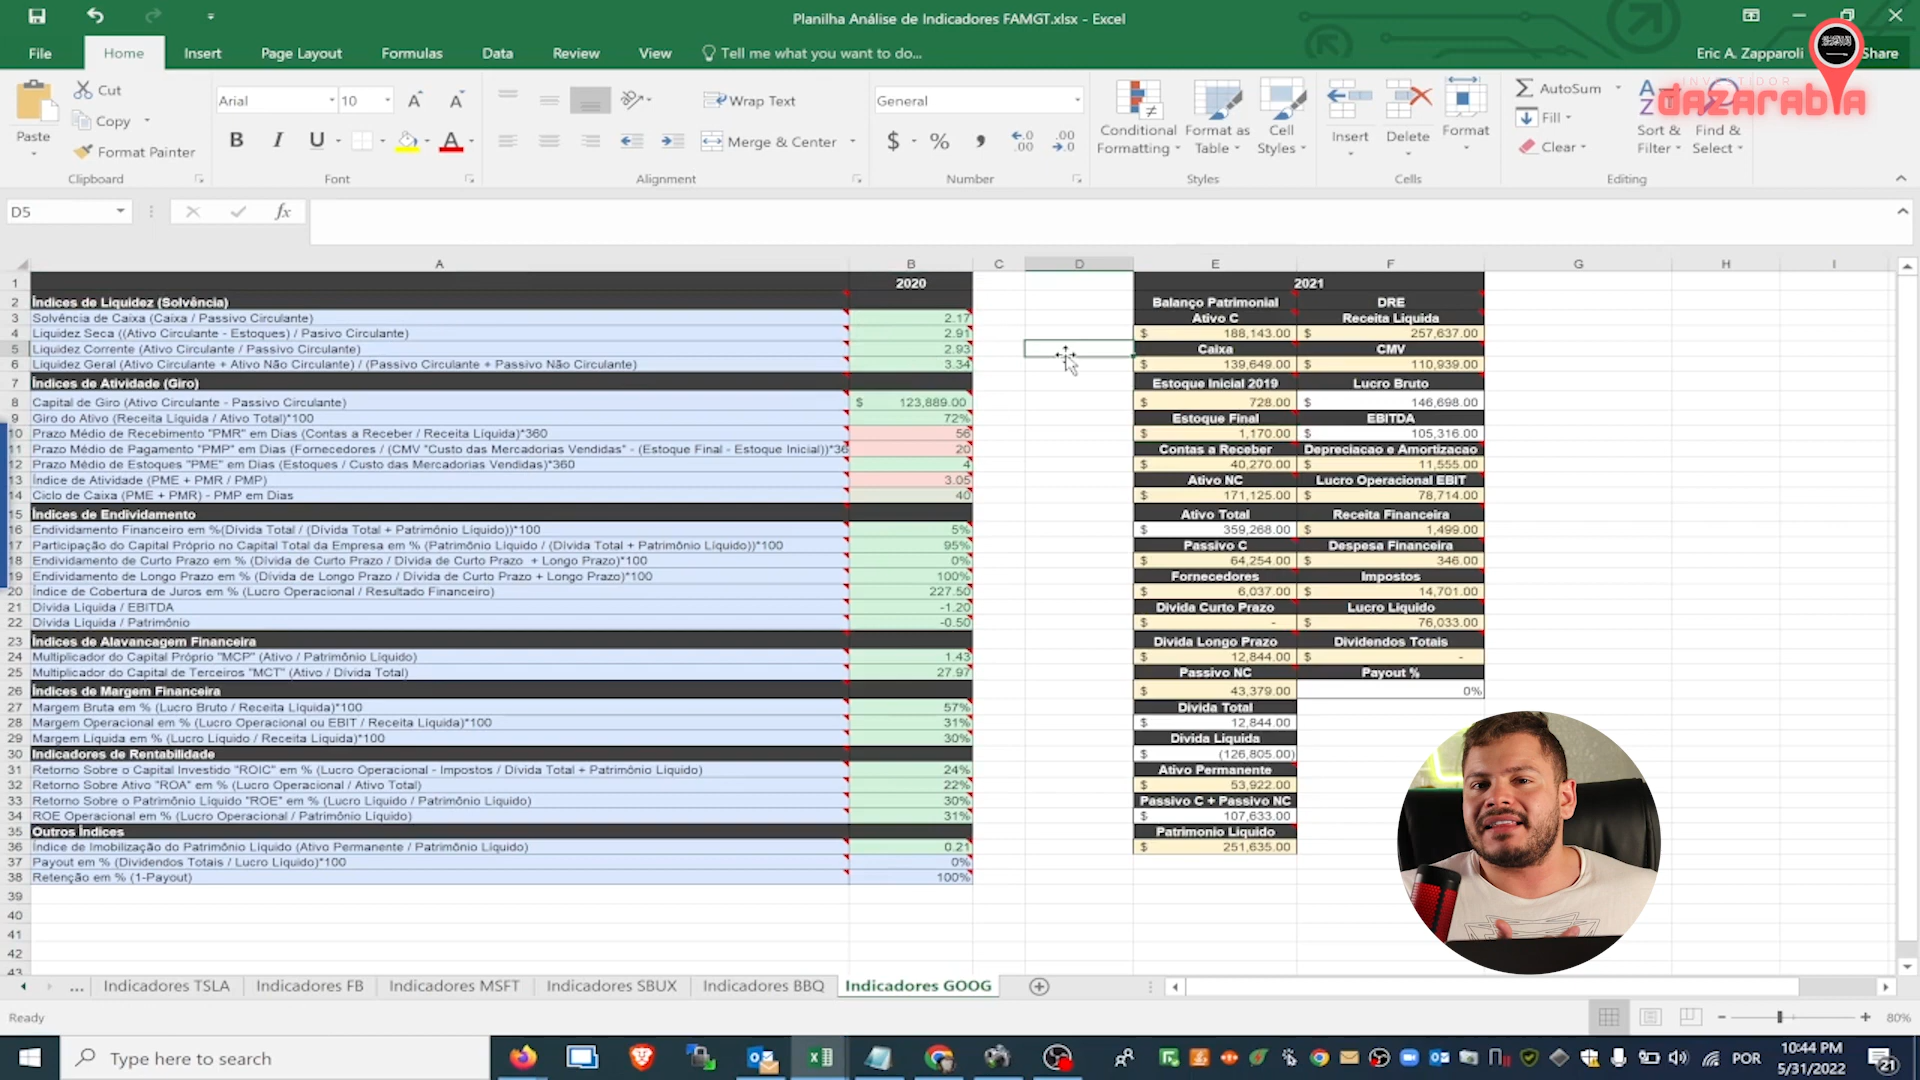 Planilha Análise de Indicadores FAMGT.xlsx - Excel
File Home Insert Page Layout Formulas Data Review View Tell me what you want to do... Eric A. Zapparoli Share
INVESTIDOR
dazarabia
Cut
Copy
Format Painter
Paste
Clipboard
Arial 10
B I U
Font
Wrap Text
Merge & Center
Alignment
General
$ % ,
Number
Conditional Formatting
Format as Table
Cell Styles
Styles
Insert Delete Format
Cells
AutoSum
Fill
Clear
Sort & Filter
Find & Select
Editing
D5 fx
A B C D E F G H I
1 2020 2021
2 Índices de Liquidez (Solvência) Balanço Patrimonial DRE
3 Solvência de Caixa (Caixa / Passivo Circulante) 2.17 Ativo C Receita Liquida
4 Liquidez Seca ((Ativo Circulante - Estoques) / Pasivo Circulante) 2.91 $ 188,143.00 $ 257,637.00
5 Liquidez Corrente (Ativo Circulante / Passivo Circulante) 2.93 Caixa CMV
6 Liquidez Geral (Ativo Circulante + Ativo Não Circulante) / (Passivo Circulante + Passivo Não Circulante) 3.34 $ 139,649.00 $ 110,939.00
7 Índices de Atividade (Giro) Estoque Inicial 2019 Lucro Bruto
8 Capital de Giro (Ativo Circulante - Passivo Circulante) $ 123,889.00 $ 728.00 $ 146,698.00
9 Giro do Ativo (Receita Líquida / Ativo Total)*100 72% Estoque Final EBITDA
10 Prazo Médio de Recebimento "PMR" em Dias (Contas a Receber / Receita Líquida)*360 56 $ 1,170.00 $ 105,316.00
11 Prazo Médio de Pagamento "PMP" em Dias (Fornecedores / (CMV "Custo das Mercadorias Vendidas" - (Estoque Final - Estoque Inicial))*36 20 Contas a Receber Depreciacao e Amortizacao
12 Prazo Médio de Estoques "PME" em Dias (Estoques / Custo das Mercadorias Vendidas)*360 4 $ 40,270.00 $ 11,555.00
13 Índice de Atividade (PME + PMR / PMP) 3.05 Ativo NC Lucro Operacional EBIT
14 Ciclo de Caixa (PME + PMR) - PMP em Dias 40 $ 171,125.00 $ 78,714.00
15 Índices de Endividamento Ativo Total Receita Financeira
16 Endividamento Financeiro em %(Dívida Total / (Dívida Total + Patrimônio Líquido))*100 5% $ 359,268.00 $ 1,499.00
17 Participação do Capital Próprio no Capital Total da Empresa em % (Patrimônio Líquido / (Dívida Total + Patrimônio Líquido))*100 95% Passivo C Despesa Financeira
18 Endividamento de Curto Prazo em % (Dívida de Curto Prazo / Dívida de Curto Prazo + Longo Prazo)*100 0% $ 64,254.00 $ 346.00
19 Endividamento de Longo Prazo em % (Dívida de Longo Prazo / Dívida de Curto Prazo + Longo Prazo)*100 100% Fornecedores Impostos
20 Índice de Cobertura de Juros em % (Lucro Operacional / Resultado Financeiro) 227.50 $ 6,037.00 $ 14,701.00
21 Dívida Líquida / EBITDA -1.20 Divida Curto Prazo Lucro Liquido
22 Dívida Líquida / Patrimônio -0.50 $ - $ 76,033.00
23 Índices de Alavancagem Financeira Divida Longo Prazo Dividendos Totais
24 Multiplicador do Capital Próprio "MCP" (Ativo / Patrimônio Líquido) 1.43 $ 12,844.00 $ -
25 Multiplicador do Capital de Terceiros "MCT" (Ativo / Dívida Total) 27.97 Passivo NC Payout %
26 Índices de Margem Financeira $ 43,379.00 0%
27 Margem Bruta em % (Lucro Bruto / Receita Líquida)*100 57% Divida Total
28 Margem Operacional em % (Lucro Operacional ou EBIT / Receita Líquida)*100 31% $ 12,844.00
29 Margem Líquida em % (Lucro Líquido / Receita Líquida)*100 30% Divida Liquida
30 Indicadores de Rentabilidade $ (126,805.00)
31 Retorno Sobre o Capital Investido "ROIC" em % (Lucro Operacional - Impostos / Dívida Total + Patrimônio Líquido) 24% Ativo Permanente
32 Retorno Sobre Ativo "ROA" em % (Lucro Operacional / Ativo Total) 22% $ 53,922.00
33 Retorno Sobre o Patrimônio Líquido "ROE" em % (Lucro Líquido / Patrimônio Líquido) 30% Passivo C + Passivo NC
34 ROE Operacional em % (Lucro Operacional / Patrimônio Líquido) 31% $ 107,633.00
35 Outros Índices Patrimonio Liquido
36 Índice de Imobilização do Patrimônio Líquido (Ativo Permanente / Patrimônio Líquido) 0.21 $ 251,635.00
37 Payout em % (Dividendos Totais / Lucro Líquido)*100 0%
38 Retenção em % (1-Payout) 100%
39
40
41
42
43
... Indicadores TSLA Indicadores FB Indicadores MSFT Indicadores SBUX Indicadores BBQ Indicadores GOOG
Ready 80%
Type here to search POR 10:44 PM
5/31/2022 21